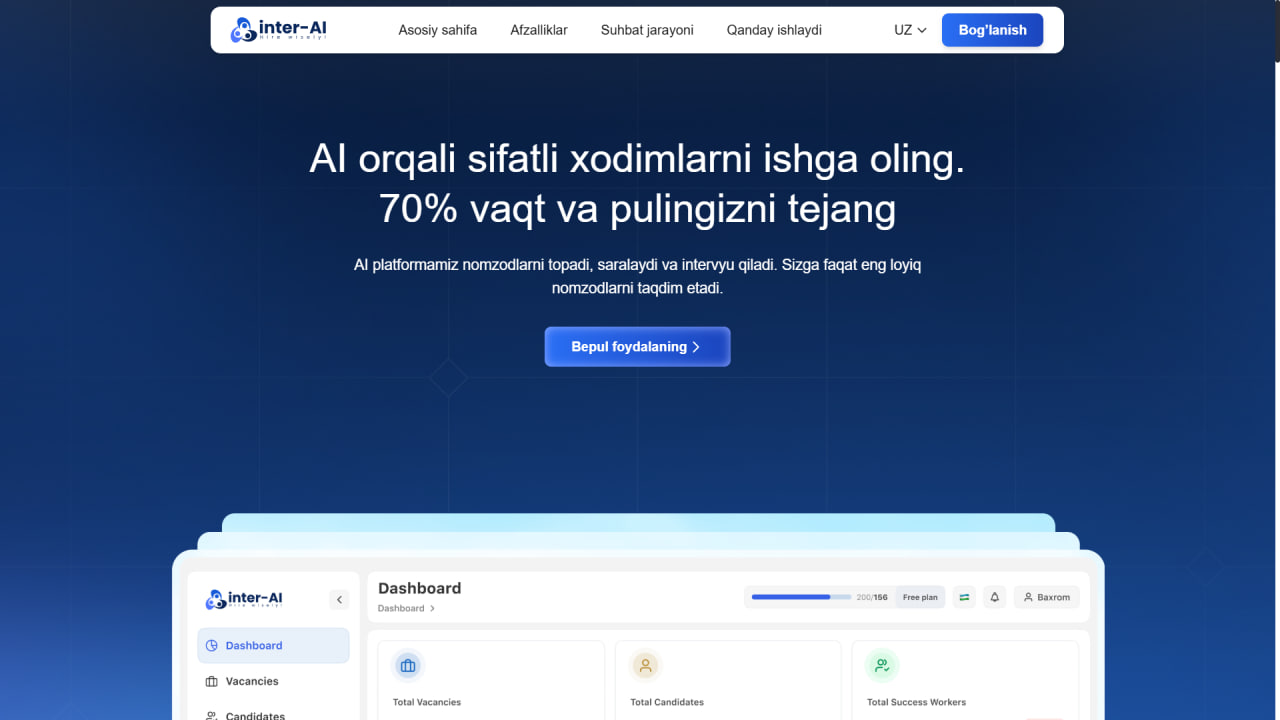 inter-AI
Hire wisely!
Asosiy sahifa
Afzalliklar
Suhbat jarayoni
Qanday ishlaydi
UZ
Bog'lanish
AI orqali sifatli xodimlarni ishga oling.
70% vaqt va pulingizni tejang
AI platformamiz nomzodlarni topadi, saralaydi va intervyu qiladi. Sizga faqat eng loyiq
nomzodlarni taqdim etadi.
Bepul foydalaning
inter-AI
Hire wisely!
Dashboard
Dashboard
200/156
Free plan
Baxrom
Dashboard
Vacancies
Candidates
Total Vacancies
Total Candidates
Total Success Workers